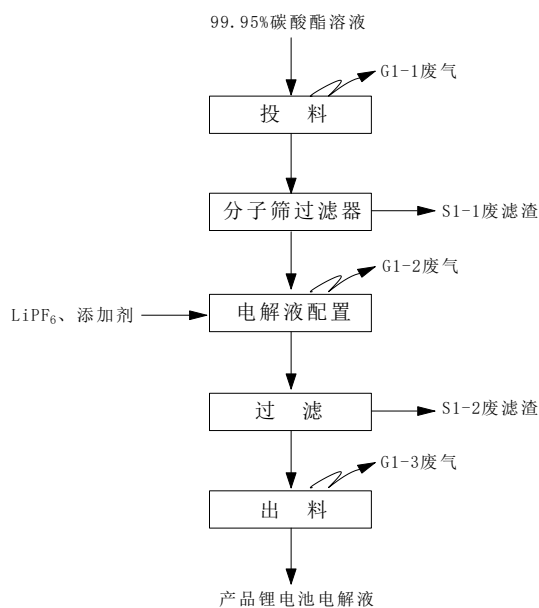 99.95%碳酸酯溶液
G1-1废气
投 料
分子筛过滤器
S1-1废滤渣
G1-2废气
LiPF₆、添加剂
电解液配置
过 滤
S1-2废滤渣
G1-3废气
出 料
产品锂电池电解液